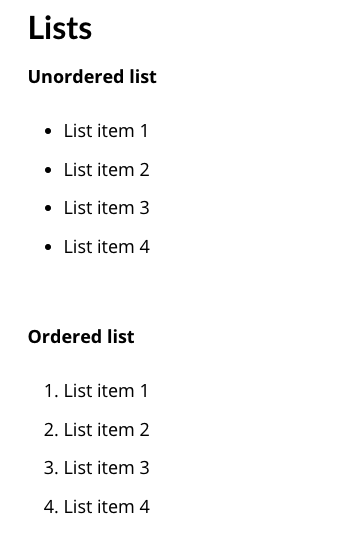 Lists
Unordered list
• List item 1
• List item 2
• List item 3
• List item 4
Ordered list
1. List item 1
2. List item 2
3. List item 3
4. List item 4